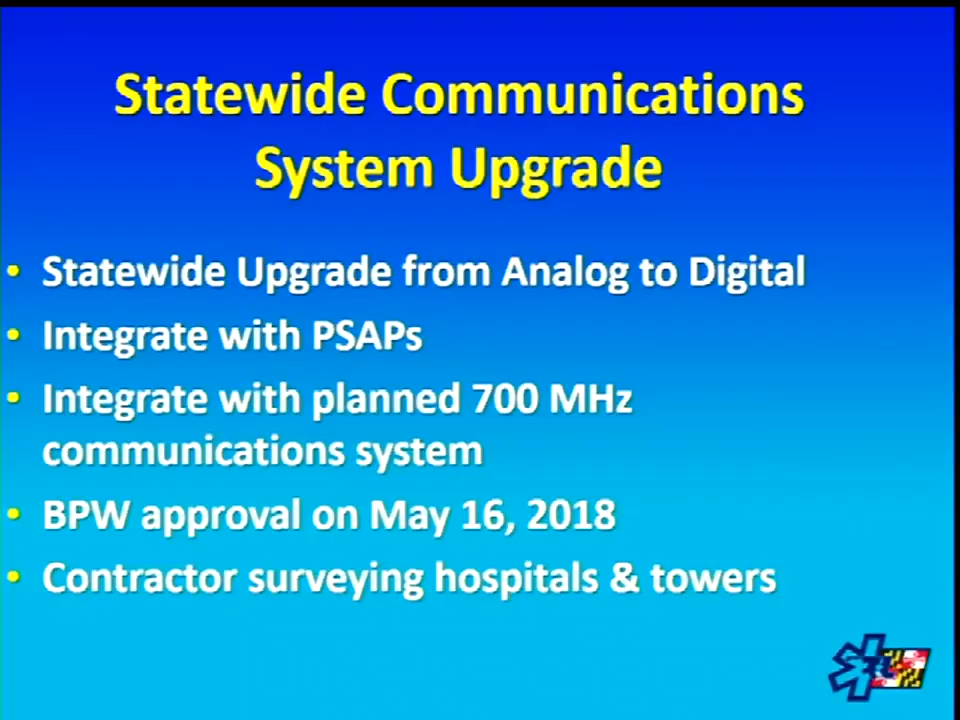 Statewide Communications
System Upgrade
• Statewide Upgrade from Analog to Digital
• Integrate with PSAPs
• Integrate with planned 700 MHz
communications system
• BPW approval on May 16, 2018
• Contractor surveying hospitals & towers